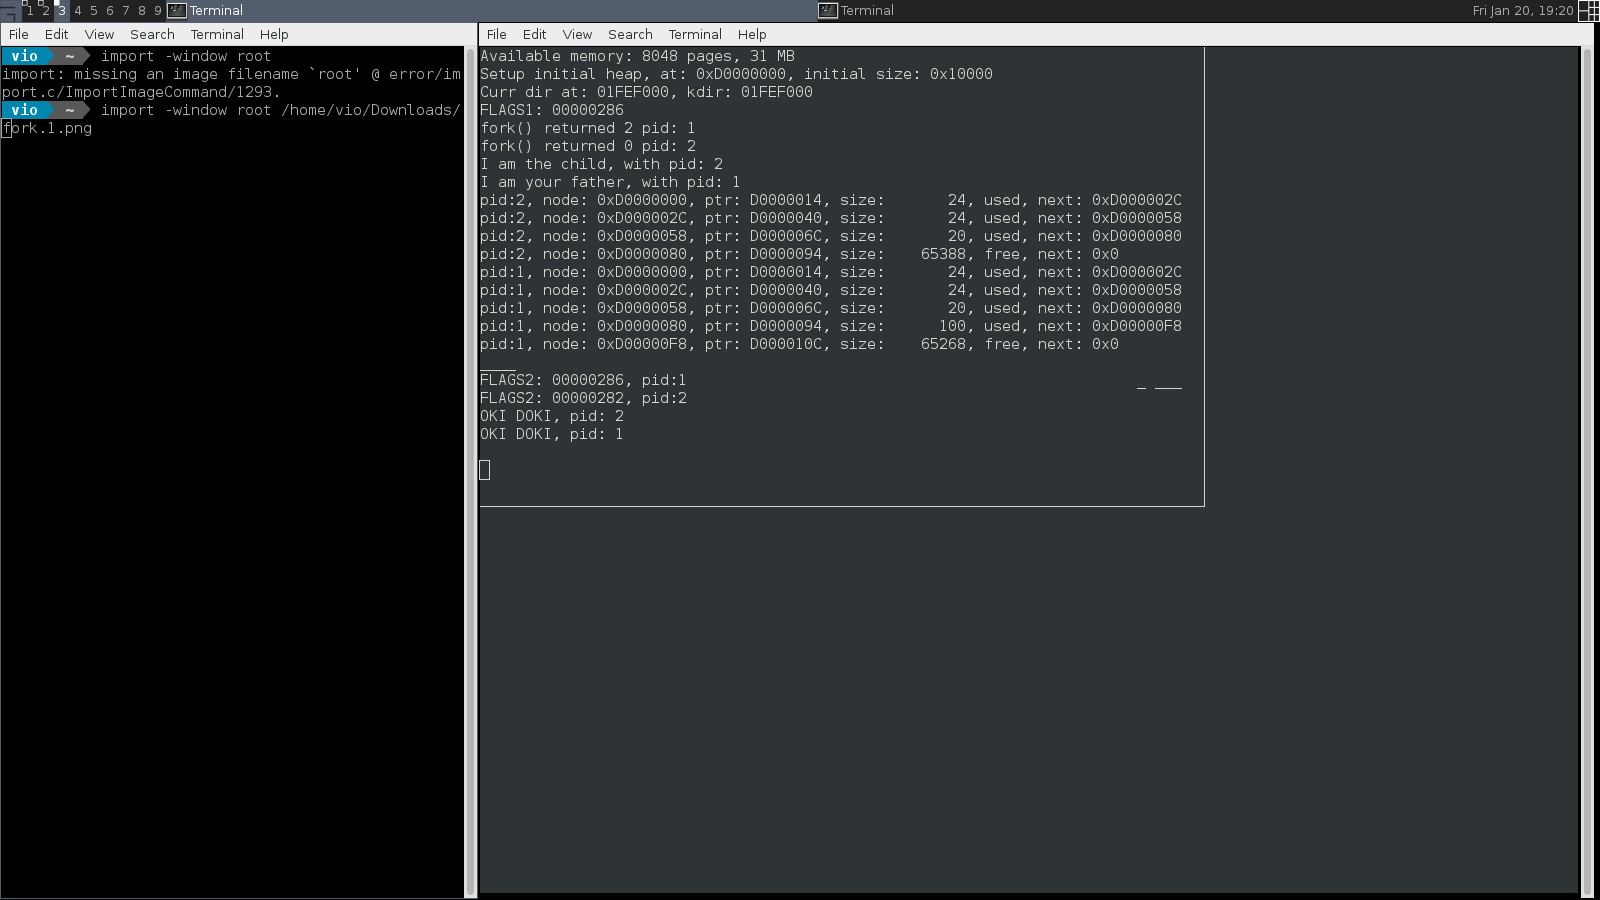 1 2 3 4 5 6 7 8 9 Terminal Terminal Fri Jan 20, 19:20
File Edit View Search Terminal Help
vio ~ import -window root
import: missing an image filename `root' @ error/im
port.c/ImportImageCommand/1293.
vio ~ import -window root /home/vio/Downloads/
fork.1.png
File Edit View Search Terminal Help
Available memory: 8048 pages, 31 MB
Setup initial heap, at: 0xD0000000, initial size: 0x10000
Curr dir at: 01FEF000, kdir: 01FEF000
FLAGS1: 00000286
fork() returned 2 pid: 1
fork() returned 0 pid: 2
I am the child, with pid: 2
I am your father, with pid: 1
pid:2, node: 0xD0000000, ptr: D0000014, size:       24, used, next: 0xD000002C
pid:2, node: 0xD000002C, ptr: D0000040, size:       24, used, next: 0xD0000058
pid:2, node: 0xD0000058, ptr: D000006C, size:       20, used, next: 0xD0000080
pid:2, node: 0xD0000080, ptr: D0000094, size:    65388, free, next: 0x0
pid:1, node: 0xD0000000, ptr: D0000014, size:       24, used, next: 0xD000002C
pid:1, node: 0xD000002C, ptr: D0000040, size:       24, used, next: 0xD0000058
pid:1, node: 0xD0000058, ptr: D000006C, size:       20, used, next: 0xD0000080
pid:1, node: 0xD0000080, ptr: D0000094, size:      100, used, next: 0xD00000F8
pid:1, node: 0xD00000F8, ptr: D000010C, size:    65268, free, next: 0x0
____
FLAGS2: 00000286, pid:1 _ ___
FLAGS2: 00000282, pid:2
OKI DOKI, pid: 2
OKI DOKI, pid: 1